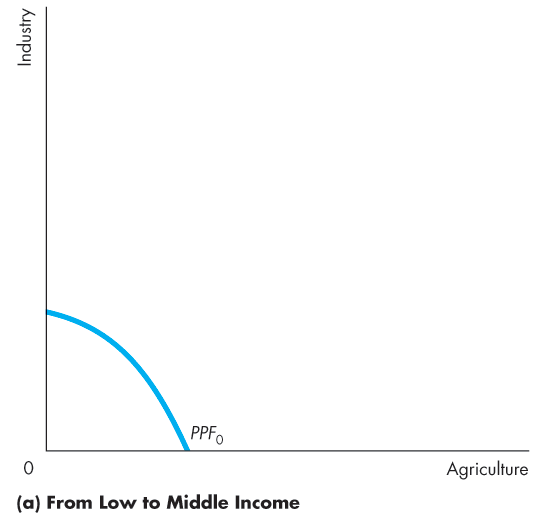 Industry
PPF0
0
Agriculture
(a) From Low to Middle Income